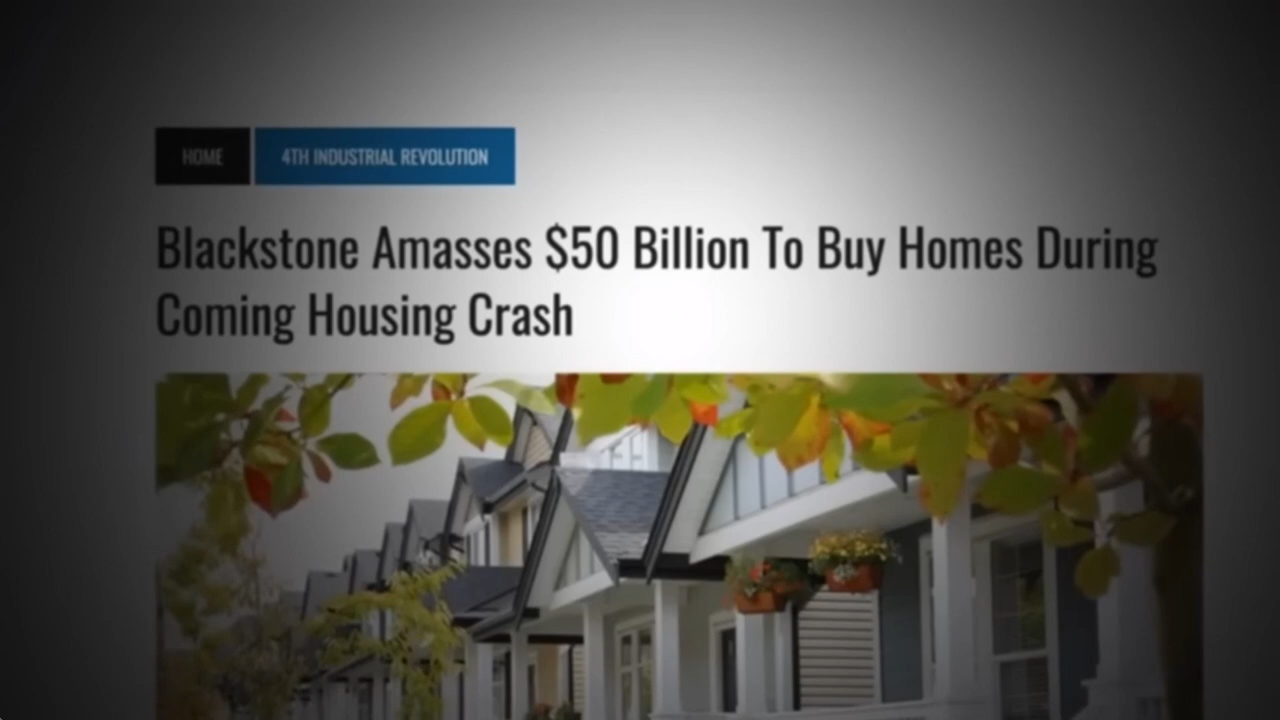 HOME 4TH INDUSTRIAL REVOLUTION
Blackstone Amasses $50 Billion To Buy Homes During
Coming Housing Crash